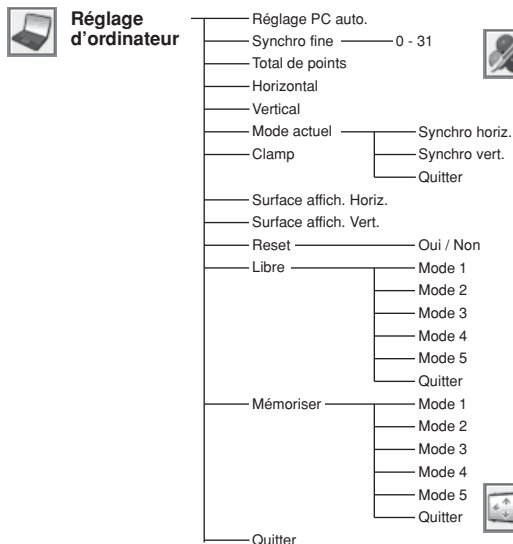 Réglage
d'ordinateur
Réglage PC auto.
Synchro fine 0 - 31
Total de points
Horizontal
Vertical
Mode actuel Synchro horiz.
Clamp Synchro vert.
Quitter
Surface affich. Horiz.
Surface affich. Vert.
Reset Oui / Non
Libre Mode 1
Mode 2
Mode 3
Mode 4
Mode 5
Quitter
Mémoriser Mode 1
Mode 2
Mode 3
Mode 4
Mode 5
Quitter
Quitter